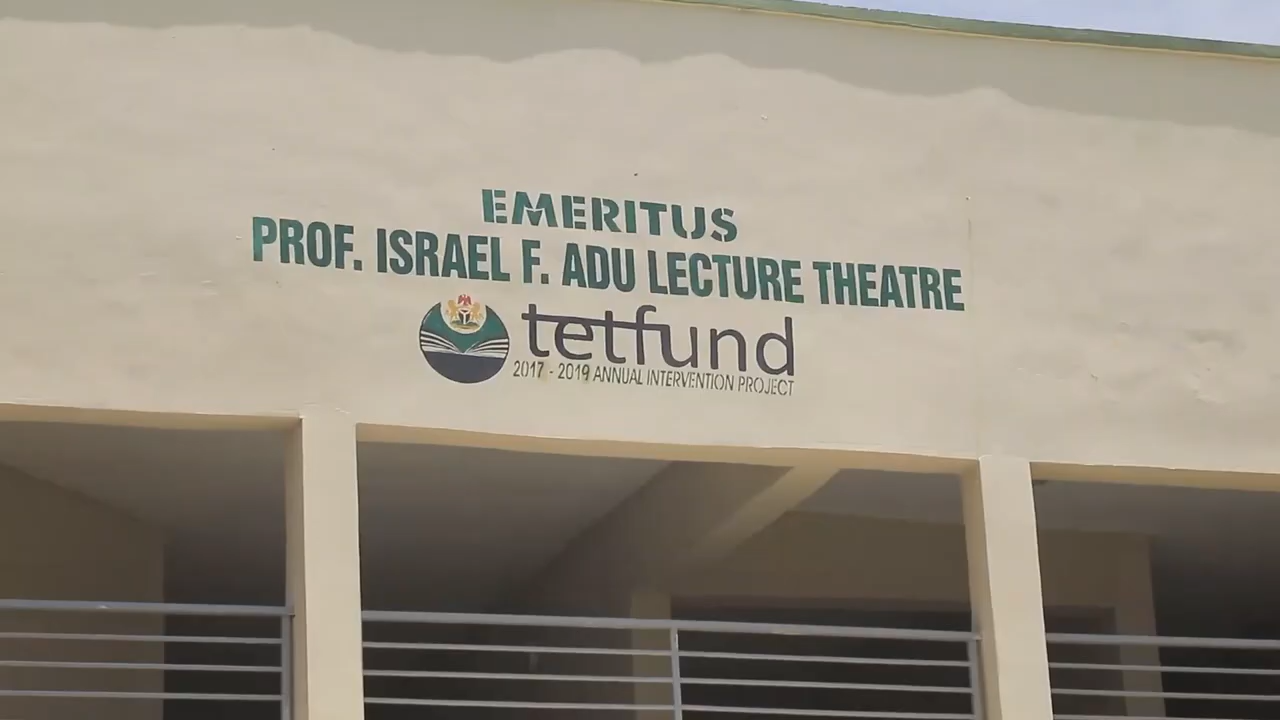 EMERITUS
PROF. ISRAEL F. ADU LECTURE THEATRE
tetfund
2017 - 2019 ANNUAL INTERVENTION PROJECT